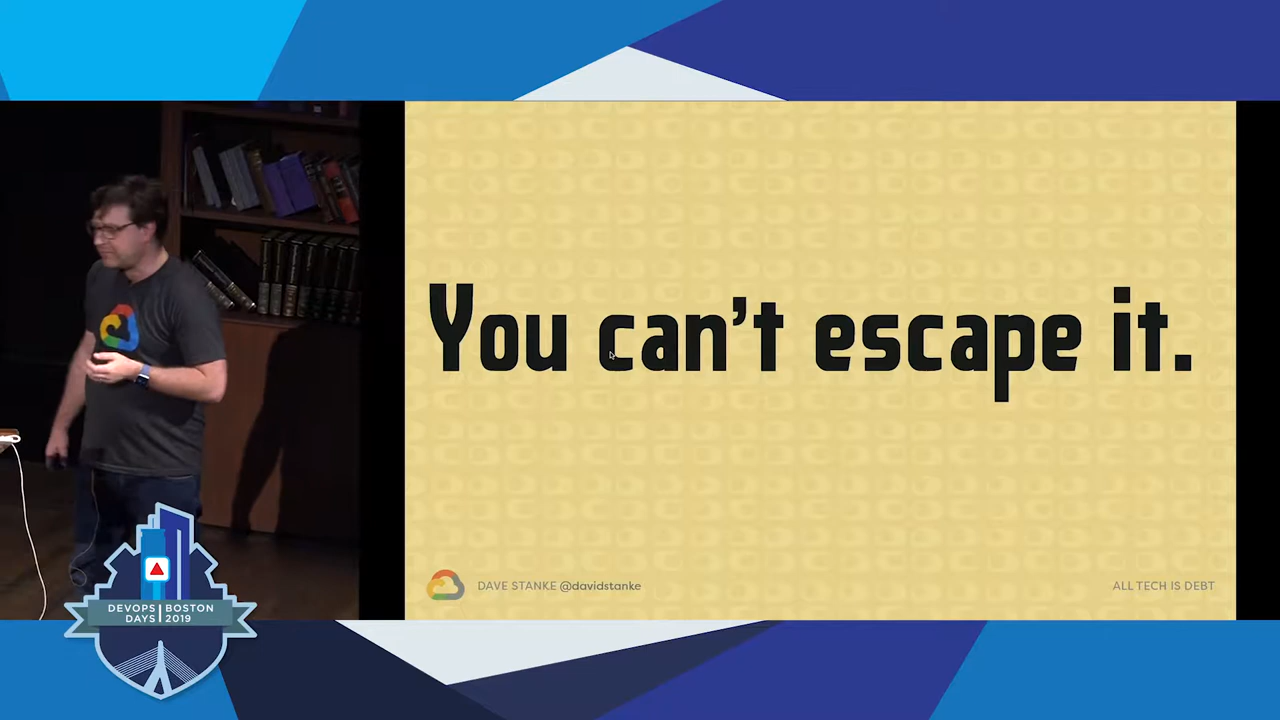 You can’t escape it.
DAVE STANKE @davidstanke
ALL TECH IS DEBT
DEVOPS DAYS
BOSTON 2019